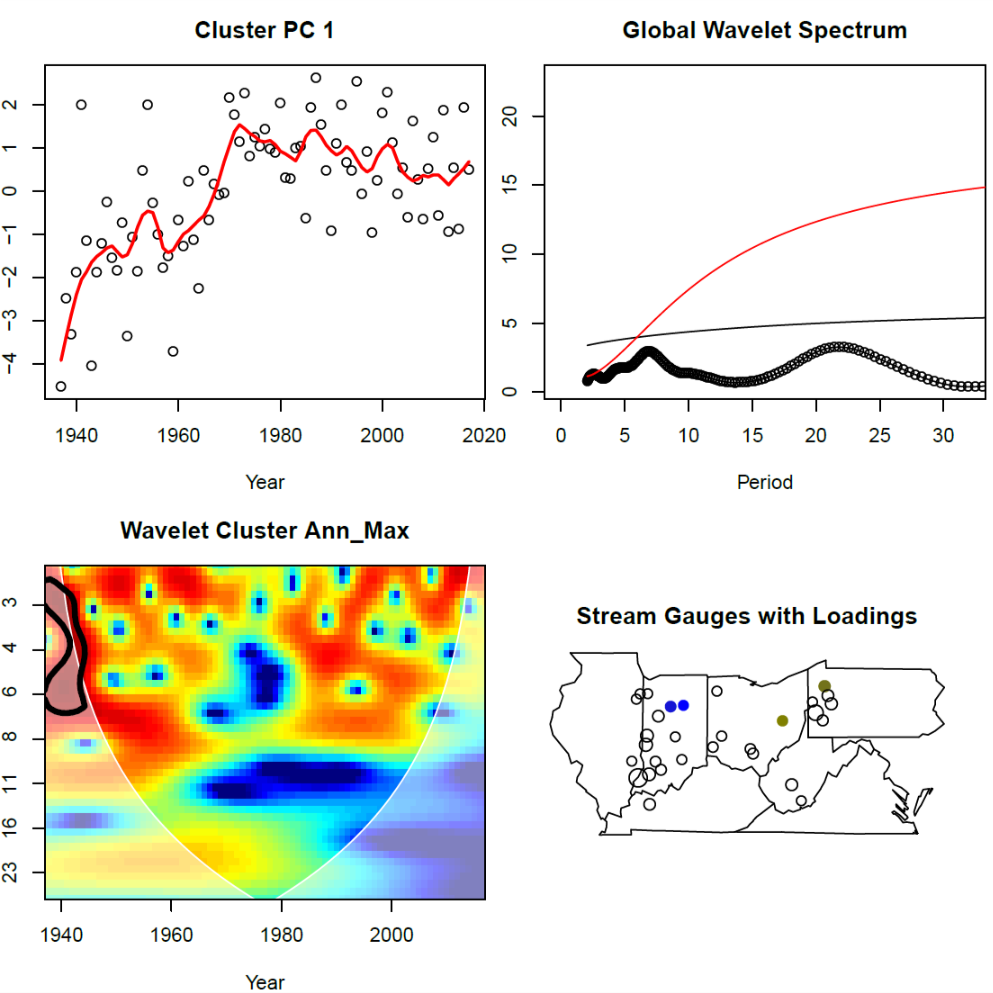 Cluster PC 1
2
1
0
-1
-2
-3
-4
1940 1960 1980 2000 2020
Year
Global Wavelet Spectrum
20
15
10
5
0
0 5 10 15 20 25 30
Period
Wavelet Cluster Ann_Max
3
4
6
8
11
16
23
1940 1960 1980 2000
Year
Stream Gauges with Loadings